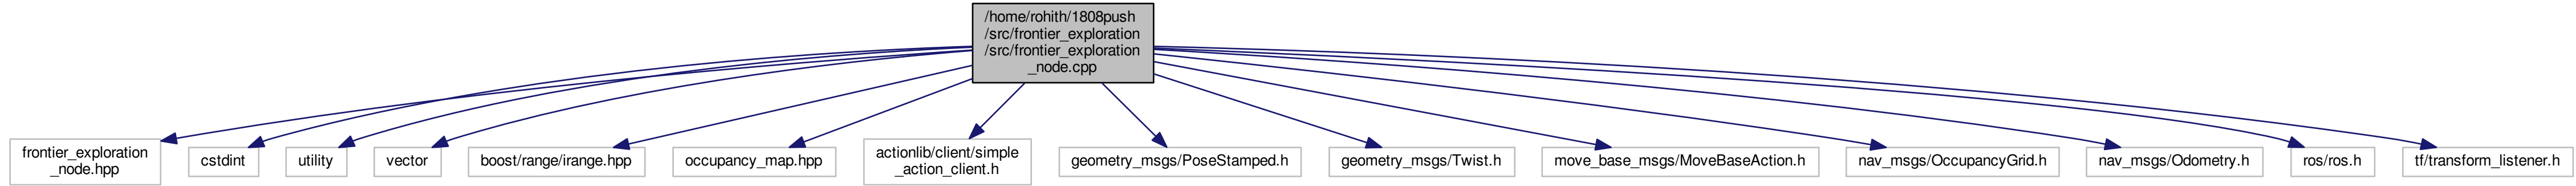 /home/rohith/1808push
/src/frontier_exploration
/src/frontier_exploration
_node.cpp
frontier_exploration
_node.hpp
cstdint
utility
vector
boost/range/irange.hpp
occupancy_map.hpp
actionlib/client/simple
_action_client.h
geometry_msgs/PoseStamped.h
geometry_msgs/Twist.h
move_base_msgs/MoveBaseAction.h
nav_msgs/OccupancyGrid.h
nav_msgs/Odometry.h
ros/ros.h
tf/transform_listener.h